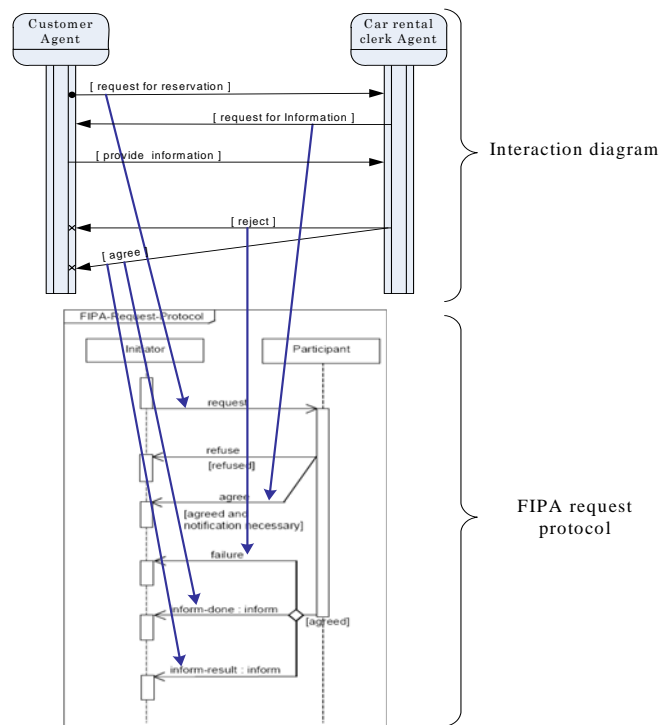 Customer
Agent
Car rental
clerk Agent
[ request for reservation ]
[ request for Information ]
[ provide information ]
[ reject ]
[ agree ]
Interaction diagram
FIPA-Request-Protocol
Initiator
Participant
request
refuse
[refused]
agree
[agreed and
notification necessary]
failure
inform-done : inform
[agreed]
inform-result : inform
FIPA request
protocol